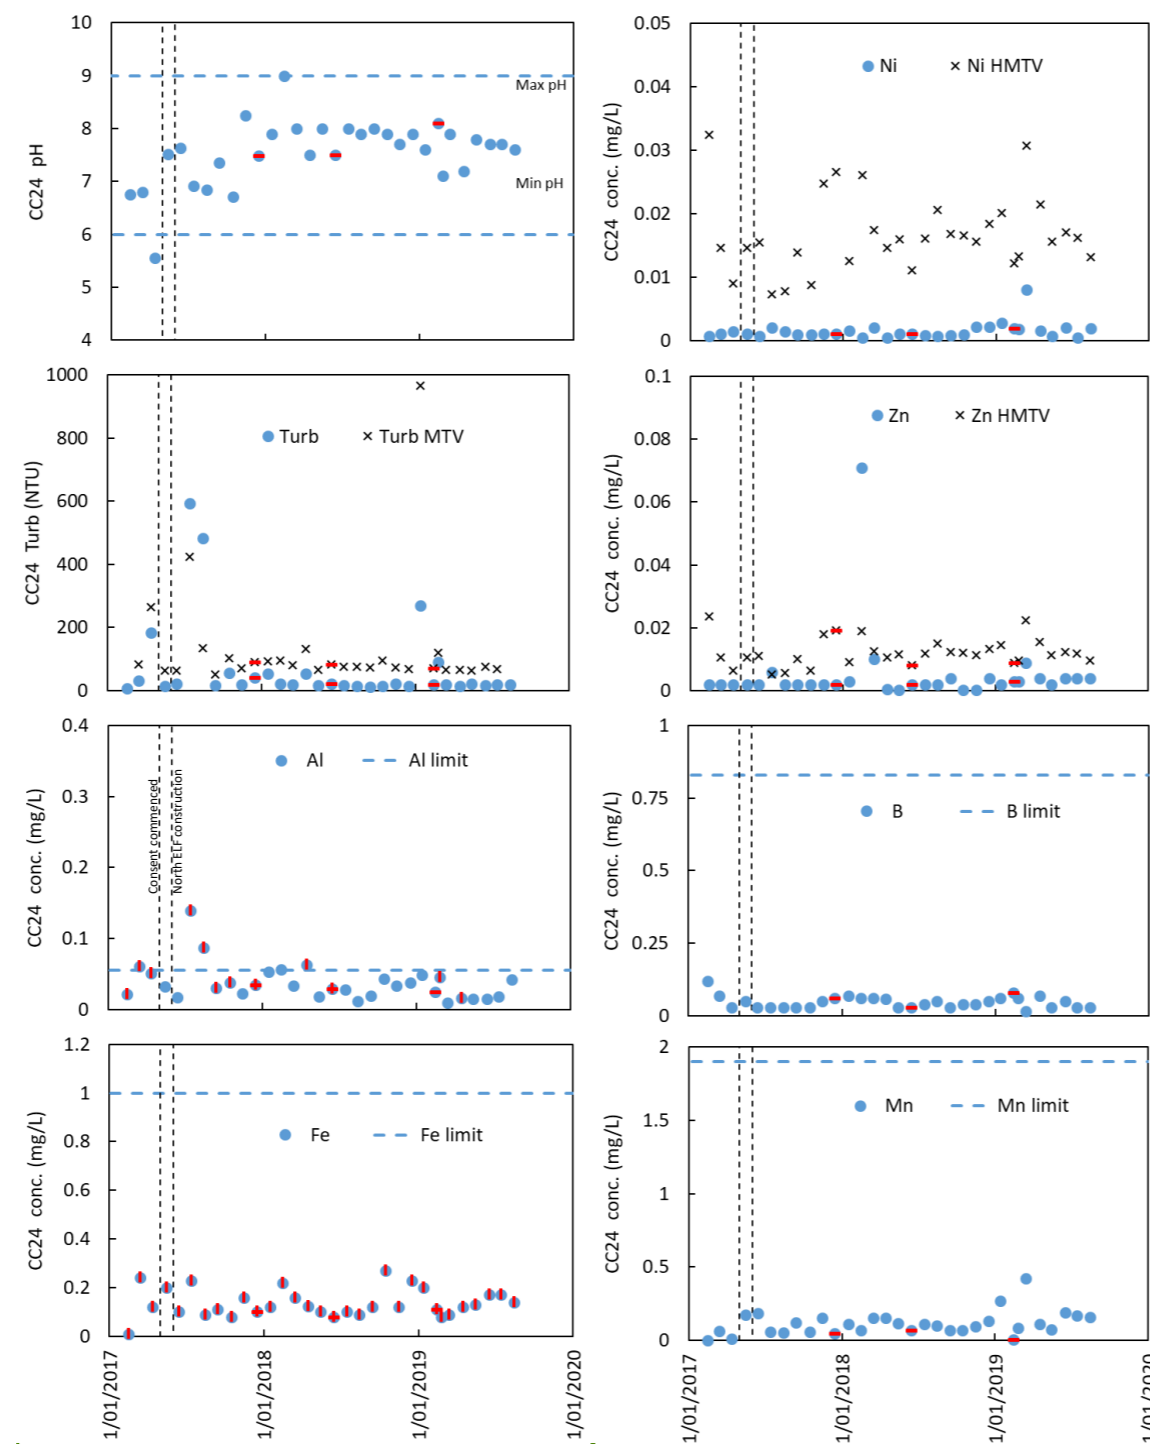 10
9
8
7
6
5
4
CC24 pH
Max pH
Min pH
0.05
0.04
0.03
0.02
0.01
0
CC24 conc. (mg/L)
Ni
Ni HMTV
1000
800
600
400
200
0
CC24 Turb (NTU)
Turb
Turb MTV
0.1
0.08
0.06
0.04
0.02
0
CC24 conc. (mg/L)
Zn
Zn HMTV
0.4
0.3
0.2
0.1
0
CC24 conc. (mg/L)
Al
Al limit
Consent commenced
North ELF construction
1
0.75
0.5
0.25
0
CC24 conc. (mg/L)
B
B limit
1.2
1
0.8
0.6
0.4
0.2
0
CC24 conc. (mg/L)
Fe
Fe limit
1/01/2017
1/01/2018
1/01/2019
1/01/2020
2
1.5
1
0.5
0
CC24 conc. (mg/L)
Mn
Mn limit
1/01/2017
1/01/2018
1/01/2019
1/01/2020